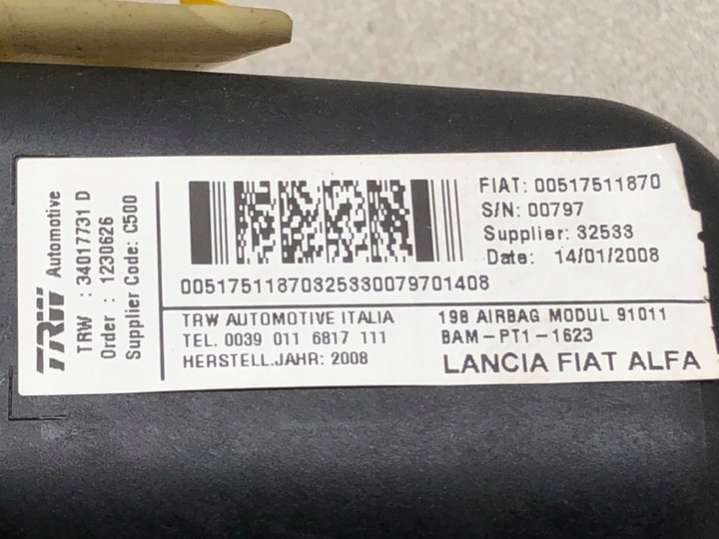 TRW Automotive
TRW : 34017731 D
Order : 1230626
Supplier Code: C500
FIAT: 00517511870
S/N: 00797
Supplier: 32533
Date: 14/01/2008
00517511870325330079701408
TRW AUTOMOTIVE ITALIA
TEL. 0039 011 6817 111
HERSTELL.JAHR: 2008
198 AIRBAG MODUL 91011
BAM-PT1-1623
LANCIA FIAT ALFA